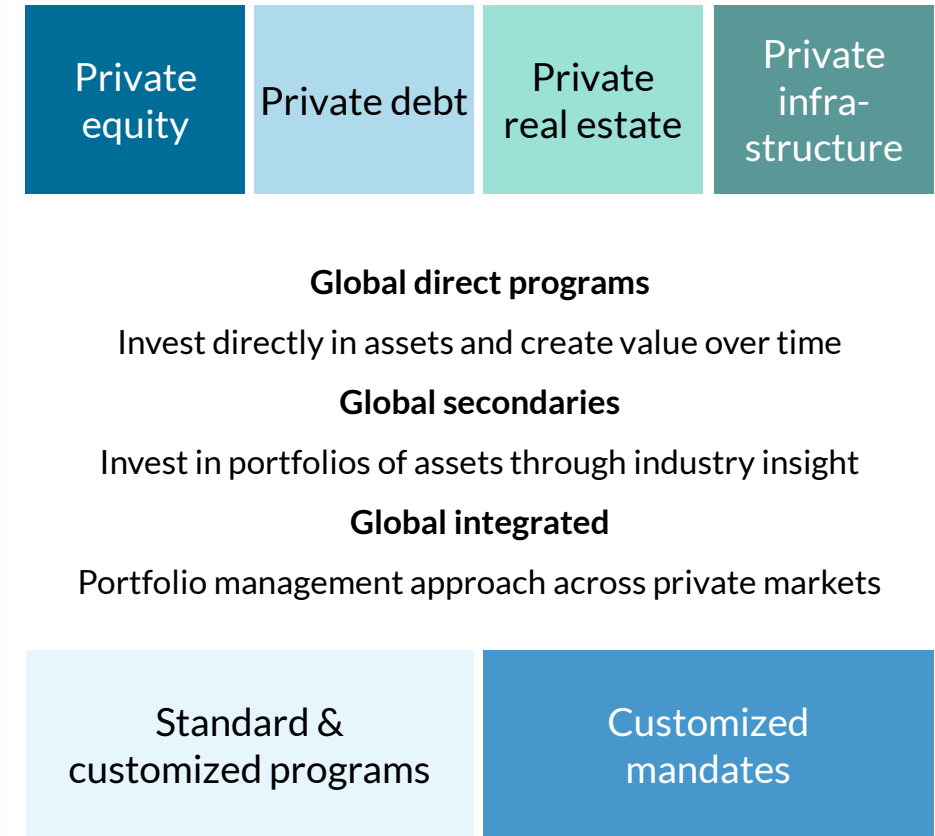 Private
equity
Private debt
Private
real estate
Private
infra-
structure
Global direct programs
Invest directly in assets and create value over time
Global secondaries
Invest in portfolios of assets through industry insight
Global integrated
Portfolio management approach across private markets
Standard &
customized programs
Customized
mandates